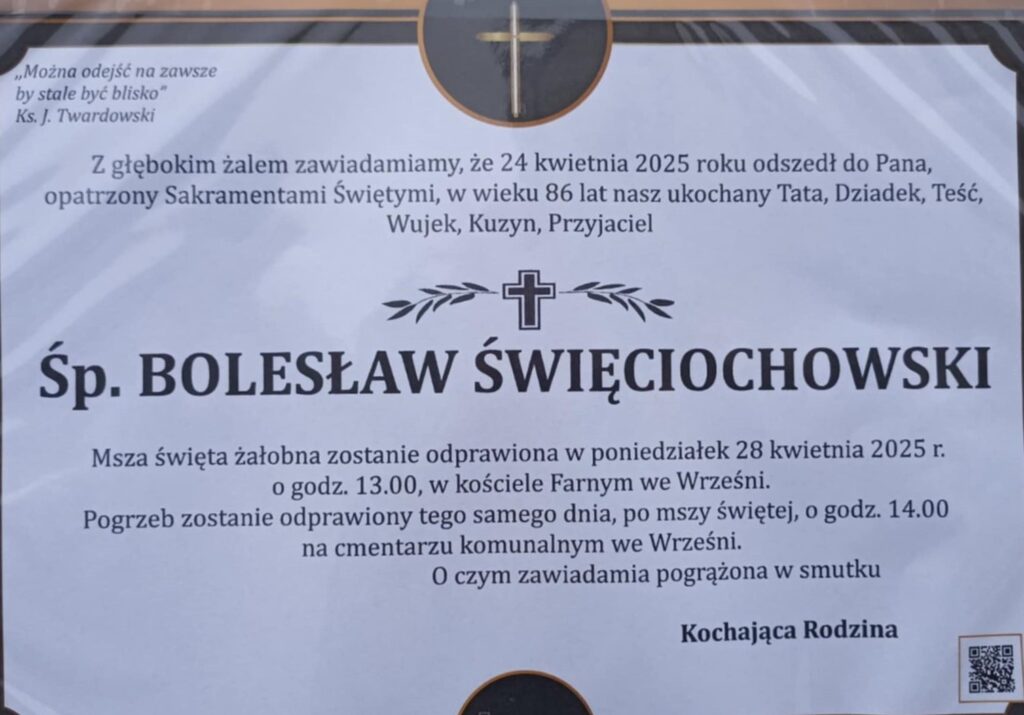 „Można odejść na zawsze
by stale być blisko”
Ks. J. Twardowski
Z głębokim żalem zawiadamiamy, że 24 kwietnia 2025 roku odszedł do Pana,
opatrzony Sakramentami Świętymi, w wieku 86 lat nasz ukochany Tata, Dziadek, Teść,
Wujek, Kuzyn, Przyjaciel
Śp. BOLESŁAW ŚWIĘCIOCHOWSKI
Msza święta żałobna zostanie odprawiona w poniedziałek 28 kwietnia 2025 r.
o godz. 13.00, w kościele Farnym we Wrześni.
Pogrzeb zostanie odprawiony tego samego dnia, po mszy świętej, o godz. 14.00
na cmentarzu komunalnym we Wrześni.
O czym zawiadamia pogrążona w smutku
Kochająca Rodzina